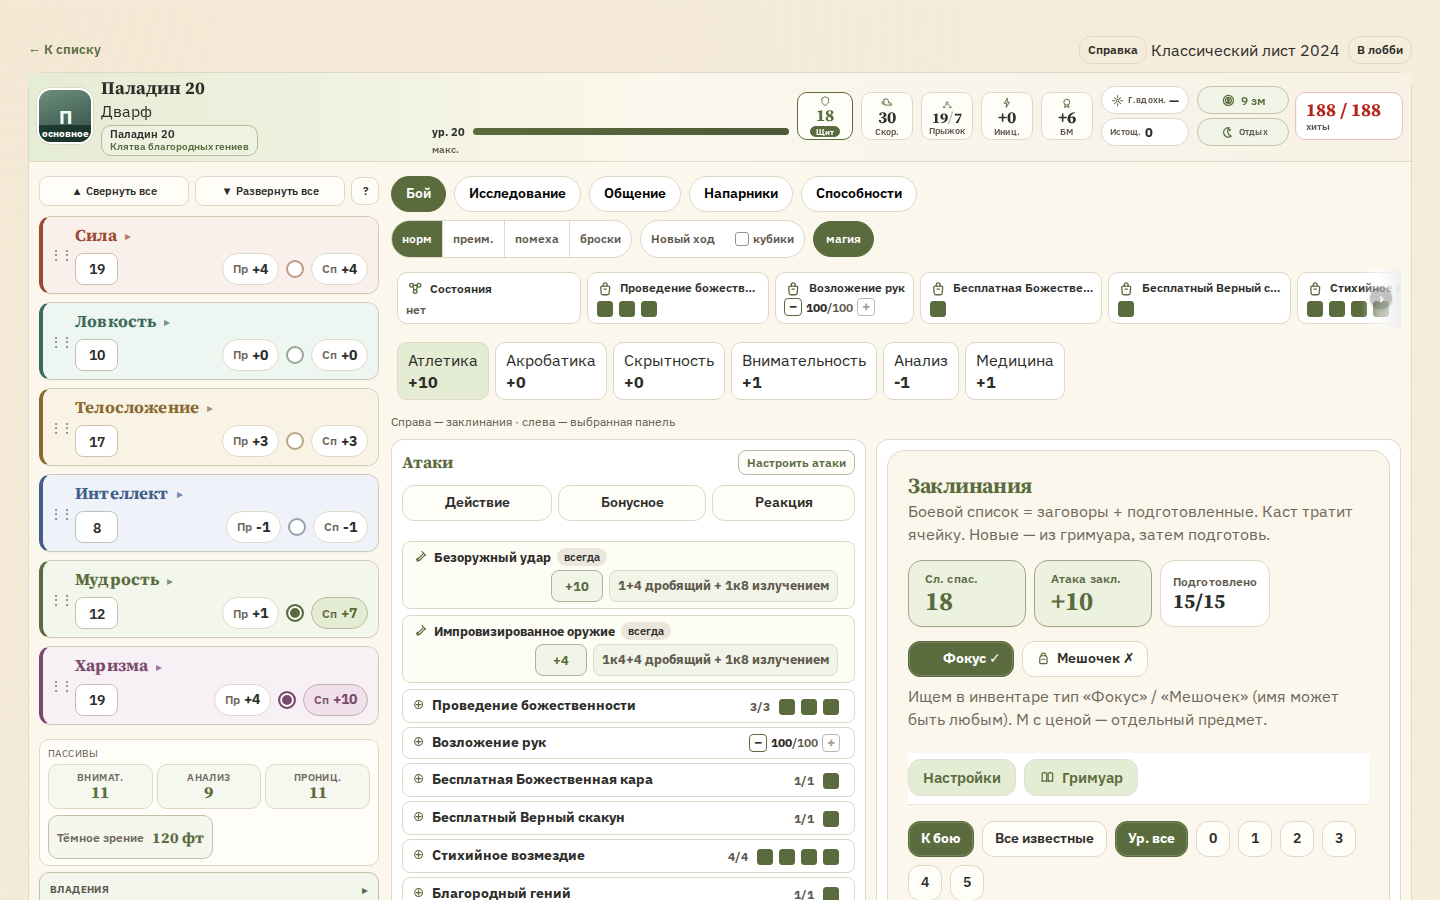 ← К списку
Справка
Классический лист 2024
В лобби
П
основное
Паладин 20
Дварф
Паладин 20
Клятва благородных гениев
ур. 20
макс.
18
Щит
30
Скор.
19/7
Прыжок
+0
Иниц.
+6
БМ
Г.вдохн. —
Истощ. 0
9 зм
Отдых
188 / 188
хиты
▲ Свернуть все
▼ Развернуть все
?
Сила ▸
19
Пр +4
Сп +4
Ловкость ▸
10
Пр +0
Сп +0
Телосложение ▸
17
Пр +3
Сп +3
Интеллект ▸
8
Пр -1
Сп -1
Мудрость ▸
12
Пр +1
Сп +7
Харизма ▸
19
Пр +4
Сп +10
ПАССИВЫ
ВНИМАТ.
11
АНАЛИЗ
9
ПРОНИЦ.
11
Тёмное зрение 120 фт
ВЛАДЕНИЯ ▸
Бой
Исследование
Общение
Напарники
Способности
норм
преим.
помеха
броски
Новый ход
кубики
магия
Состояния
нет
Проведение божеств...
Возложение рук
− 100/100 +
Бесплатная Божестве...
Бесплатный Верный с...
Стихийное
›
Атлетика
+10
Акробатика
+0
Скрытность
+0
Внимательность
+1
Анализ
-1
Медицина
+1
Справа — заклинания · слева — выбранная панель
Атаки
Настроить атаки
Действие
Бонусное
Реакция
Безоружный удар всегда
+10
1+4 дробящий + 1к8 излучением
Импровизированное оружие всегда
+4
1к4+4 дробящий + 1к8 излучением
Проведение божественности 3/3
Возложение рук − 100/100 +
Бесплатная Божественная кара 1/1
Бесплатный Верный скакун 1/1
Стихийное возмездие 4/4
Благородный гений 1/1
Заклинания
Боевой список = заговоры + подготовленные. Каст тратит
ячейку. Новые — из гримуара, затем подготовь.
Сл. спас.
18
Атака закл.
+10
Подготовлено
15/15
Фокус ✓
Мешочек ✗
Ищем в инвентаре тип «Фокус» / «Мешочек» (имя может
быть любым). М с ценой — отдельный предмет.
Настройки
Гримуар
К бою
Все известные
Ур. все
0
1
2
3
4
5